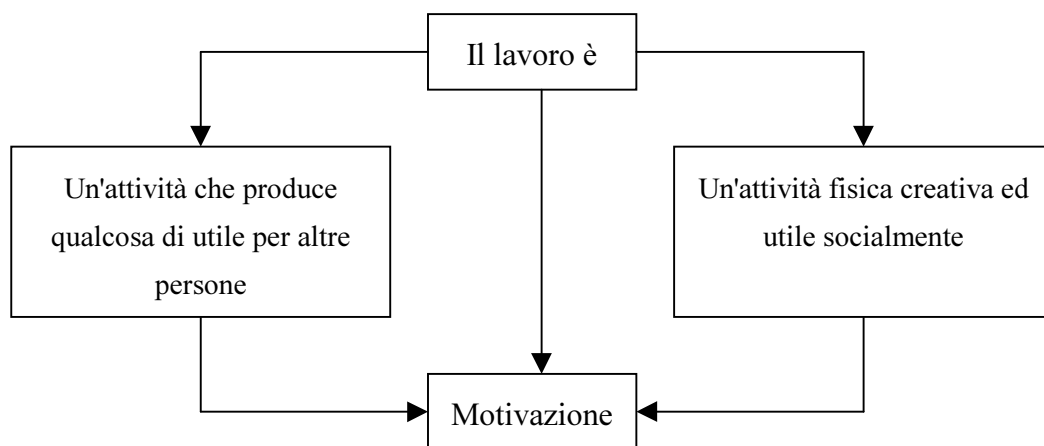 Il lavoro è
Un'attività che produce
qualcosa di utile per altre
persone
Un'attività fisica creativa ed
utile socialmente
Motivazione